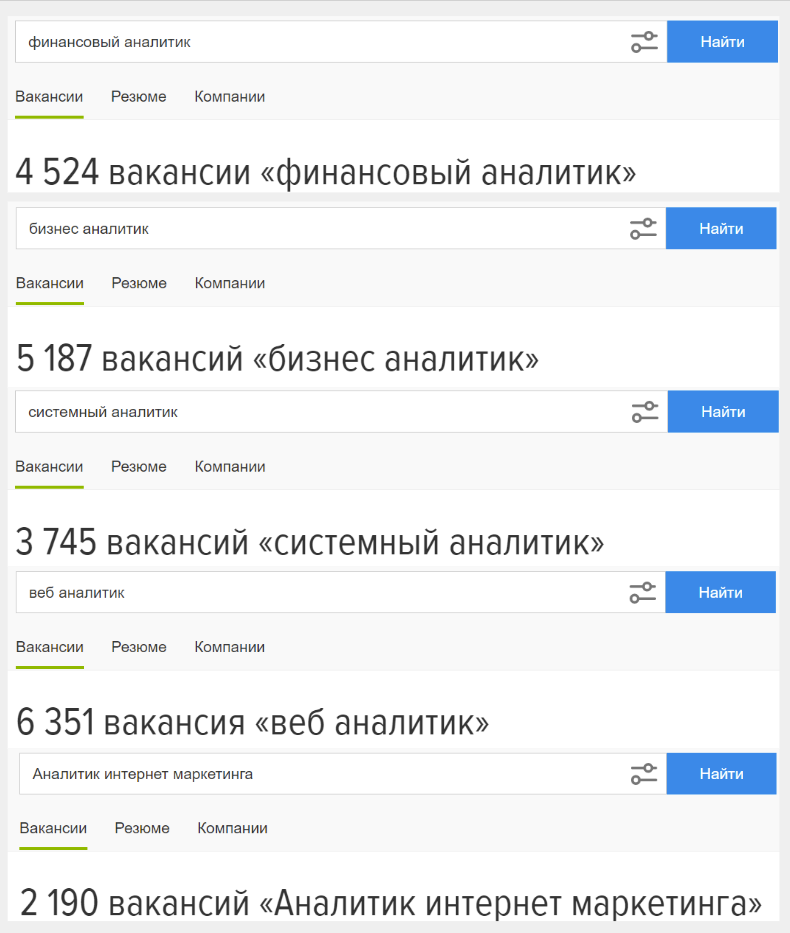 финансовый аналитик Найти
Вакансии Резюме Компании
4 524 вакансии «финансовый аналитик»
бизнес аналитик Найти
Вакансии Резюме Компании
5 187 вакансий «бизнес аналитик»
системный аналитик Найти
Вакансии Резюме Компании
3 745 вакансий «системный аналитик»
веб аналитик Найти
Вакансии Резюме Компании
6 351 вакансия «веб аналитик»
Аналитик интернет маркетинга Найти
Вакансии Резюме Компании
2 190 вакансий «Аналитик интернет маркетинга»